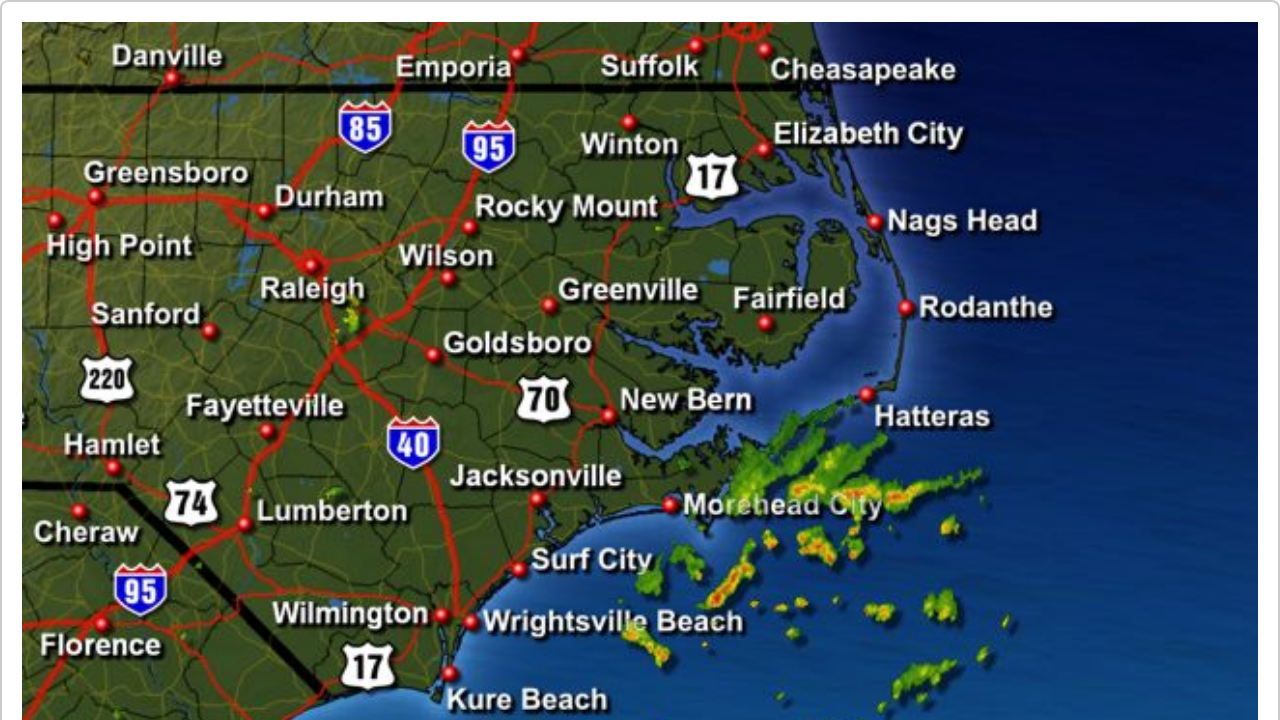 Danville
Emporia
Suffolk
Cheasapeake
85
95
Winton
Elizabeth City
17
Greensboro
Durham
Rocky Mount
Nags Head
High Point
Wilson
Raleigh
Greenville
Fairfield
Rodanthe
Sanford
Goldsboro
220
70
New Bern
Fayetteville
Hatteras
Hamlet
40
Jacksonville
74
Morehead City
Cheraw
Lumberton
Surf City
95
Wilmington
Wrightsville Beach
Florence
17
Kure Beach